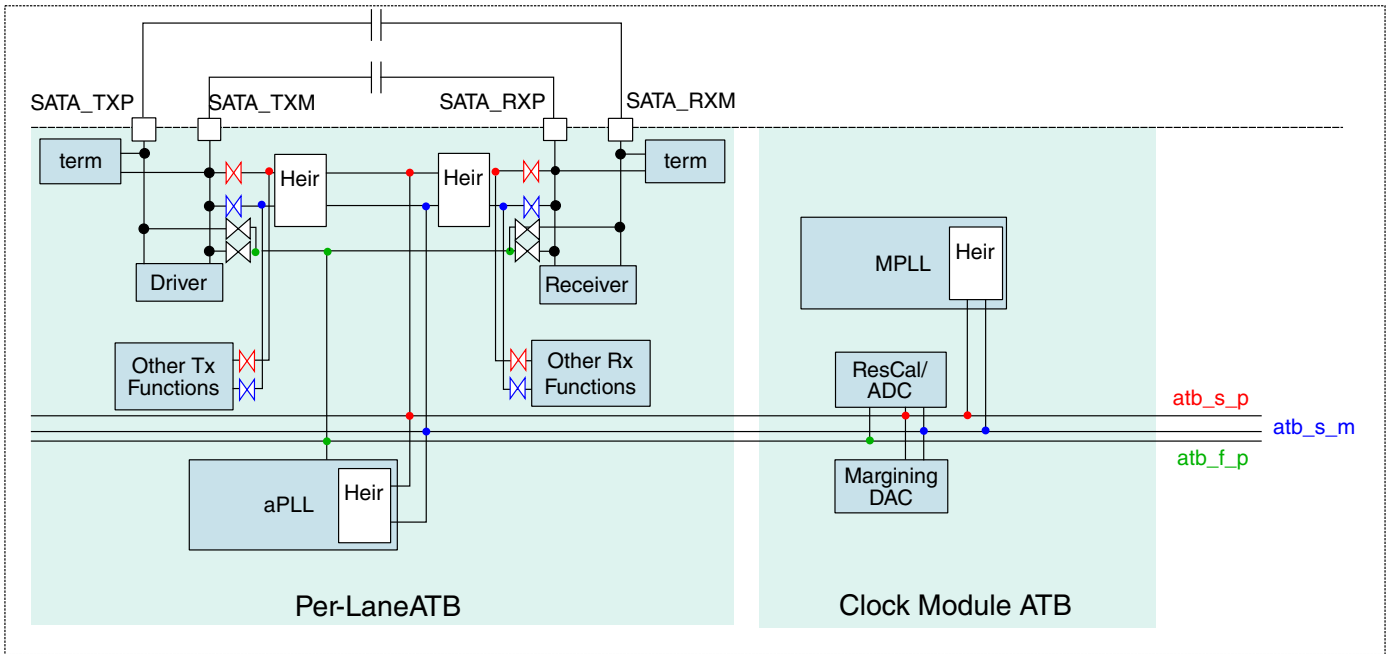 SATA_TXP
SATA_TXM
SATA_RXP
SATA_RXM
term
Heir
Heir
term
Driver
Receiver
MPLL
Heir
Other Tx
Functions
Other Rx
Functions
ResCal/
ADC
atb_s_p
atb_s_m
atb_f_p
aPLL
Heir
Margining
DAC
Per-LaneATB
Clock Module ATB